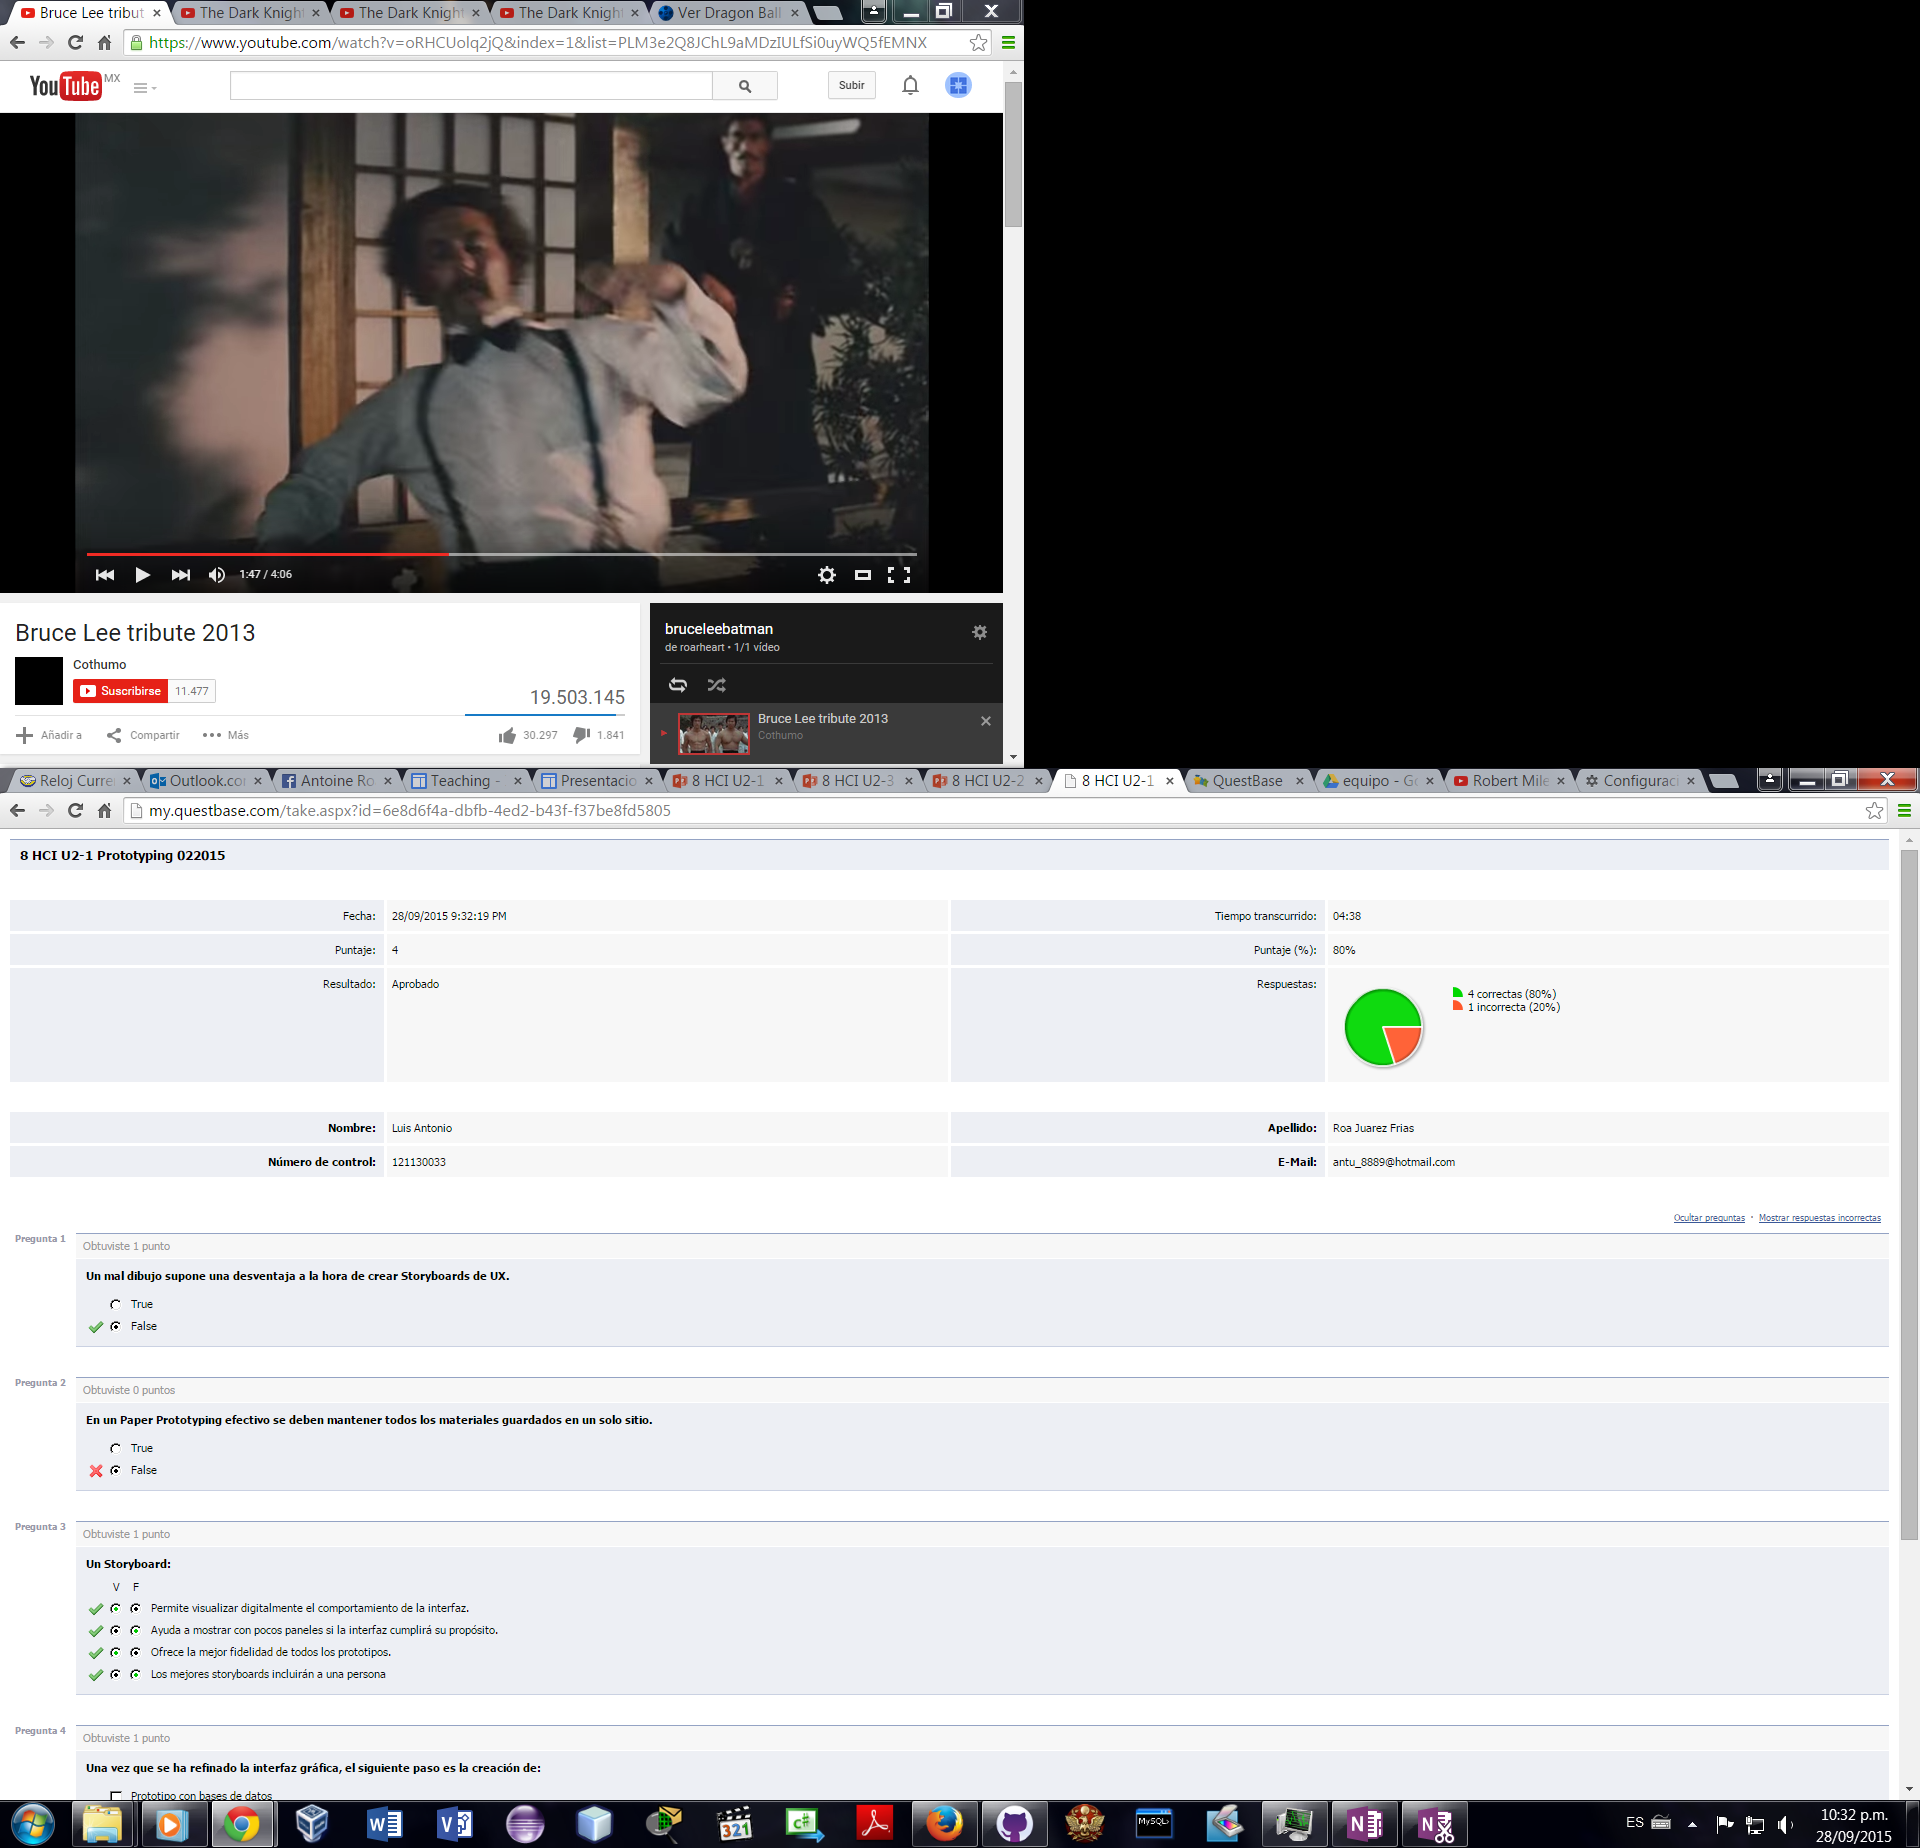 Bruce Lee tribut
The Dark Knigh
The Dark Knigh
The Dark Knigh
Ver Dragon Ball
https://www.youtube.com/watch?v=oRHCUolq2jQ&index=1&list=PLM3e2Q8JChL9aMDzIULfSi0uyWQ5fEMNX
YouTube MX
Subir
1:47 / 4:06
Bruce Lee tribute 2013
Cothumo
Suscribirse 11.477
19.503.145
Añadir a Compartir Más 30.297 1.841
bruceleebatman
de roarheart • 1/1 vídeo
Bruce Lee tribute 2013
Cothumo
Reloj Curre
Outlook.co
Antoine Ro
Teaching -
Presentacio
8 HCI U2-1
8 HCI U2-3
8 HCI U2-2
8 HCI U2-1
QuestBase
equipo - Go
Robert Mile
Configuraci
my.questbase.com/take.aspx?id=6e8d6f4a-dbfb-4ed2-b43f-f37be8fd5805
8 HCI U2-1 Prototyping 022015
Fecha: 28/09/2015 9:32:19 PM Tiempo transcurrido: 04:38
Puntaje: 4 Puntaje (%): 80%
Resultado: Aprobado Respuestas:
4 correctas (80%)
1 incorrecta (20%)
Nombre: Luis Antonio Apellido: Roa Juarez Frias
Número de control: 121130033 E-Mail: antu_8889@hotmail.com
Ocultar preguntas · Mostrar respuestas incorrectas
Pregunta 1 Obtuviste 1 punto
Un mal dibujo supone una desventaja a la hora de crear Storyboards de UX.
True
False
Pregunta 2 Obtuviste 0 puntos
En un Paper Prototyping efectivo se deben mantener todos los materiales guardados en un solo sitio.
True
False
Pregunta 3 Obtuviste 1 punto
Un Storyboard:
V F
Permite visualizar digitalmente el comportamiento de la interfaz.
Ayuda a mostrar con pocos paneles si la interfaz cumplirá su propósito.
Ofrece la mejor fidelidad de todos los prototipos.
Los mejores storyboards incluirán a una persona
Pregunta 4 Obtuviste 1 punto
Una vez que se ha refinado la interfaz gráfica, el siguiente paso es la creación de:
Prototipo con bases de datos
321
C#
MySQL
ES
10:32 p.m.
28/09/2015